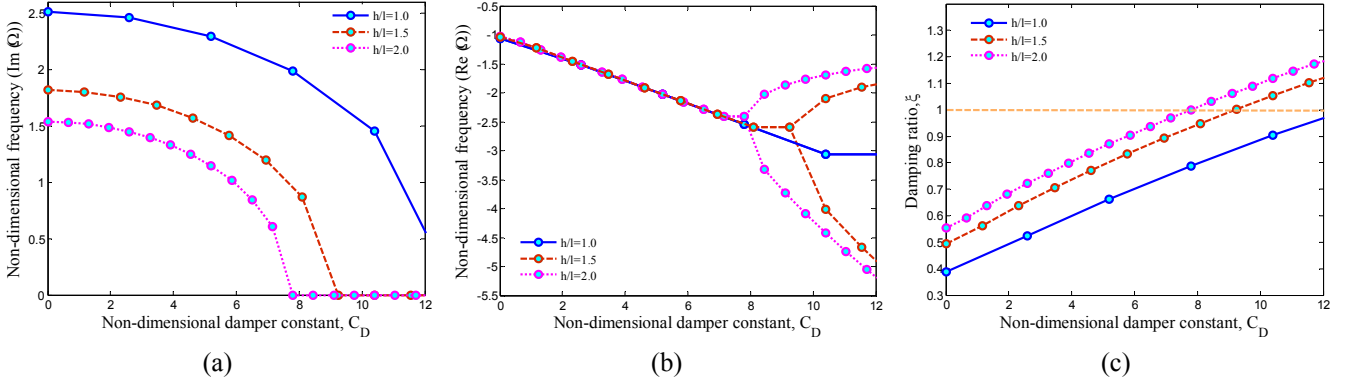 Non-dimensional frequency (Im (Ω))
2.5
2
1.5
1
0.5
0
0 2 4 6 8 10 12
h/l=1.0
h/l=1.5
h/l=2.0
Non-dimensional damper constant, C_D
(a)
Non-dimensional frequency (Re (Ω))
-0.5
-1
-1.5
-2
-2.5
-3
-3.5
-4
-4.5
-5
-5.5
0 2 4 6 8 10 12
h/l=1.0
h/l=1.5
h/l=2.0
Non-dimensional damper constant, C_D
(b)
Damping ratio, ξ
1.4
1.3
1.2
1.1
1
0.9
0.8
0.7
0.6
0.5
0.4
0.3
0 2 4 6 8 10 12
h/l=1.0
h/l=1.5
h/l=2.0
Non-dimensional damper constant, C_D
(c)